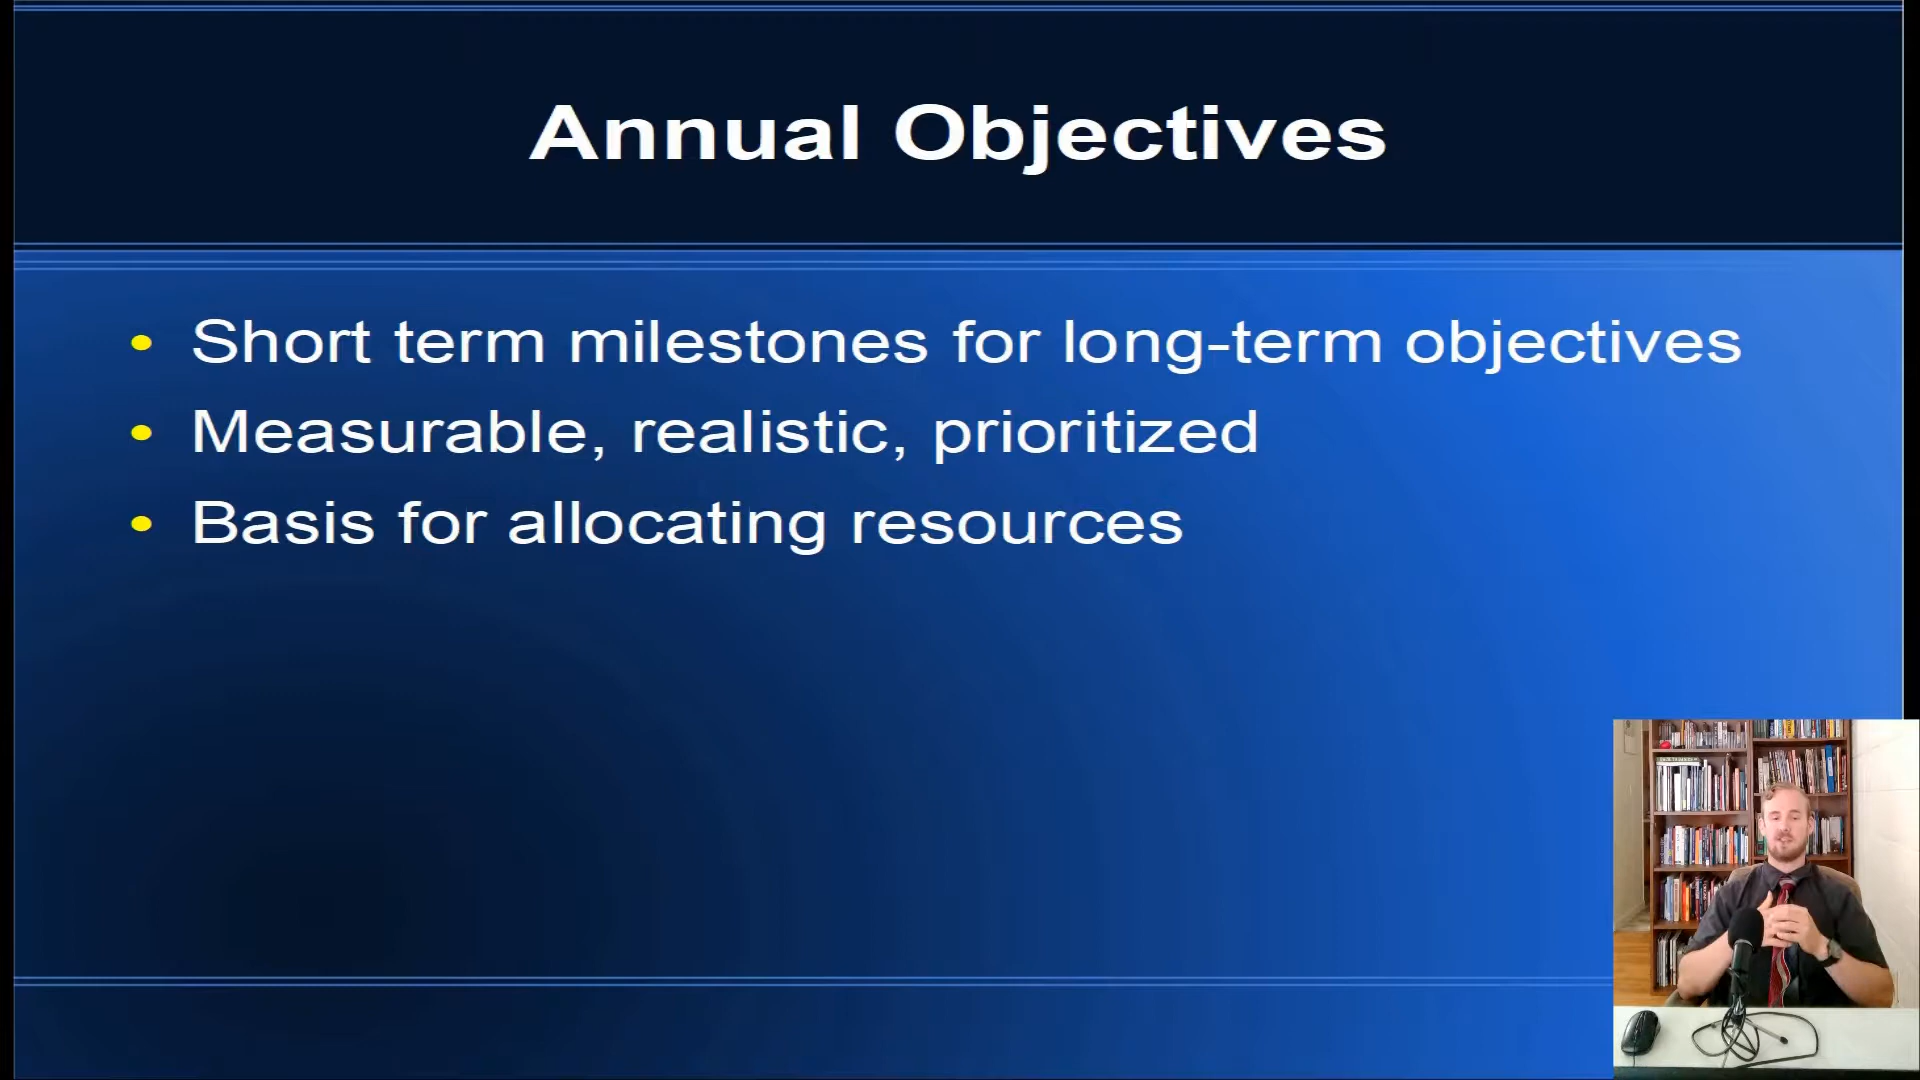 Annual Objectives
Short term milestones for long-term objectives
Measurable, realistic, prioritized
Basis for allocating resources